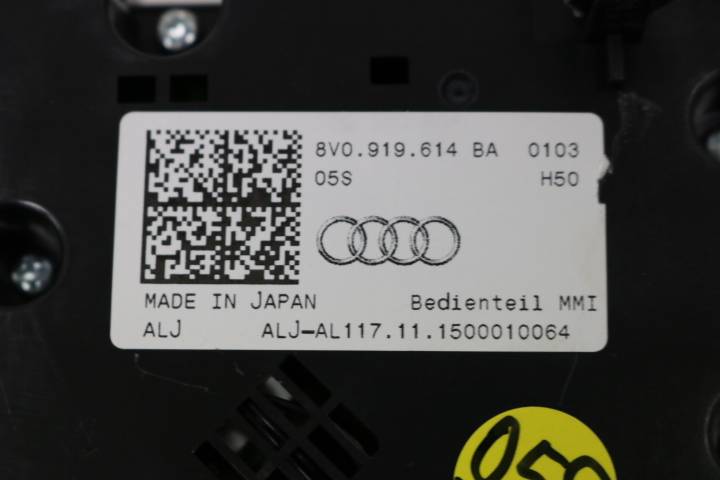 8V0.919.614 BA 0103
05S H50
MADE IN JAPAN Bedienteil MMI
ALJ ALJ-AL117.11.1500010064